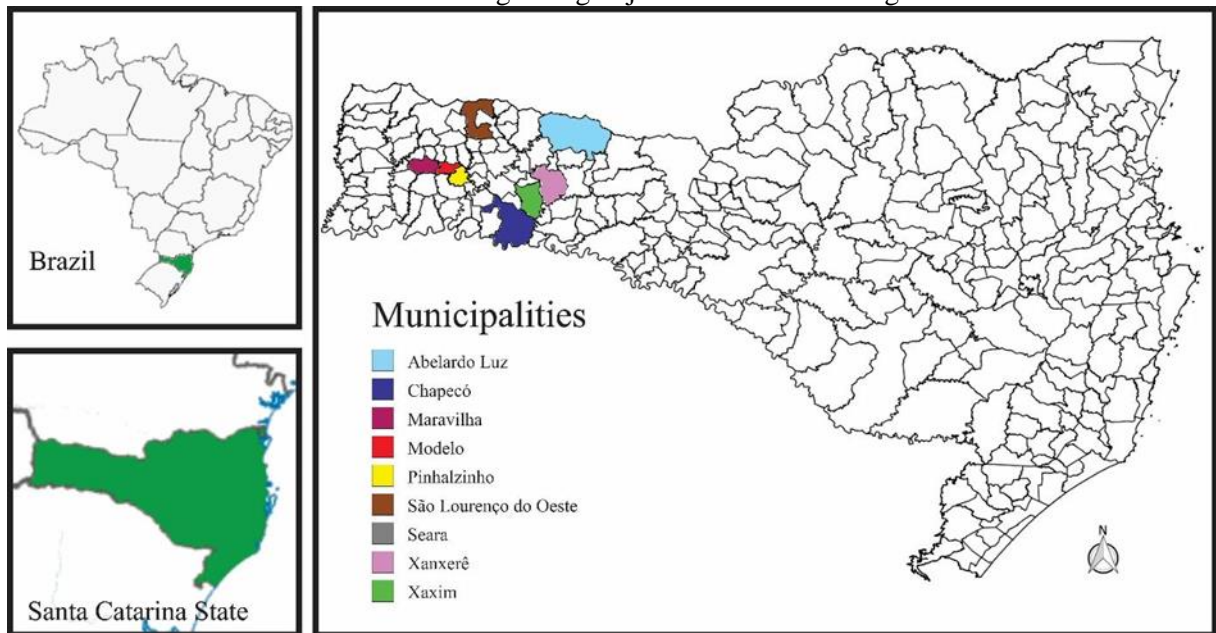 Brazil
Santa Catarina State
Municipalities
Abelardo Luz
Chapecó
Maravilha
Modelo
Pinhalzinho
São Lourenço do Oeste
Seara
Xanxerê
Xaxim
N